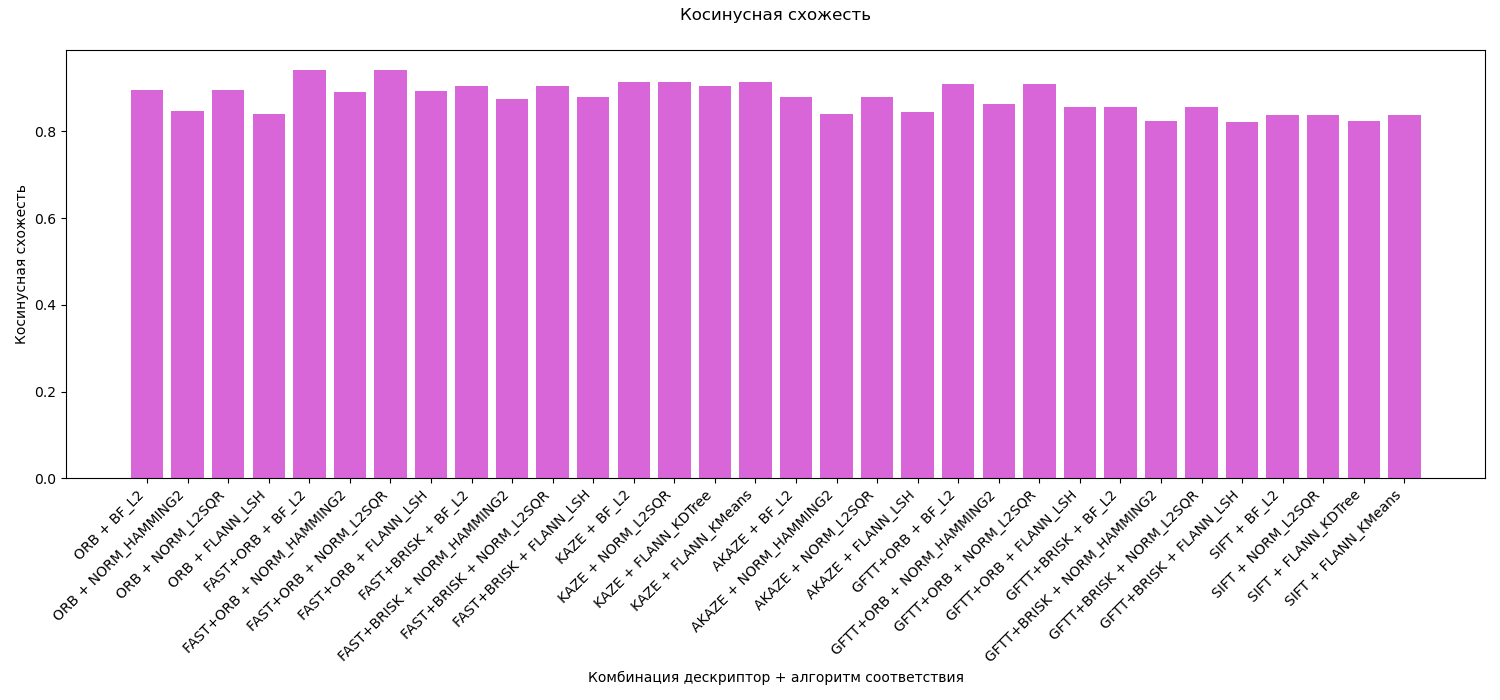 Косинусная схожесть
Косинусная схожесть
0.8
0.6
0.4
0.2
0.0
ORB + BF_L2
ORB + NORM_HAMMING2
ORB + NORM_L2SQR
ORB + FLANN_LSH
FAST+ORB + BF_L2
FAST+ORB + NORM_HAMMING2
FAST+ORB + NORM_L2SQR
FAST+ORB + FLANN_LSH
FAST+BRISK + BF_L2
FAST+BRISK + NORM_HAMMING2
FAST+BRISK + NORM_L2SQR
FAST+BRISK + FLANN_LSH
KAZE + BF_L2
KAZE + NORM_L2SQR
KAZE + FLANN_KDTree
KAZE + FLANN_KMeans
AKAZE + BF_L2
AKAZE + NORM_HAMMING2
AKAZE + NORM_L2SQR
AKAZE + FLANN_LSH
GFTT+ORB + BF_L2
GFTT+ORB + NORM_HAMMING2
GFTT+ORB + NORM_L2SQR
GFTT+ORB + FLANN_LSH
GFTT+BRISK + BF_L2
GFTT+BRISK + NORM_HAMMING2
GFTT+BRISK + NORM_L2SQR
GFTT+BRISK + FLANN_LSH
SIFT + BF_L2
SIFT + NORM_L2SQR
SIFT + FLANN_KDTree
SIFT + FLANN_KMeans
Комбинация дескриптор + алгоритм соответствия